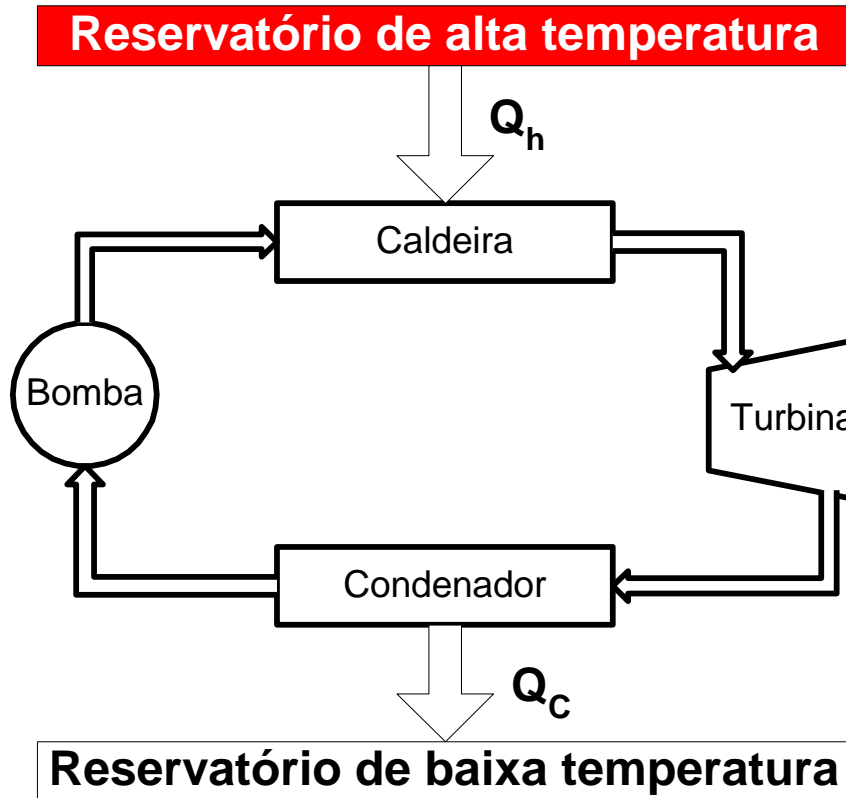 Reservatório de alta temperatura
Qh
Caldeira
Bomba
Turbina
Condenador
QC
Reservatório de baixa temperatura